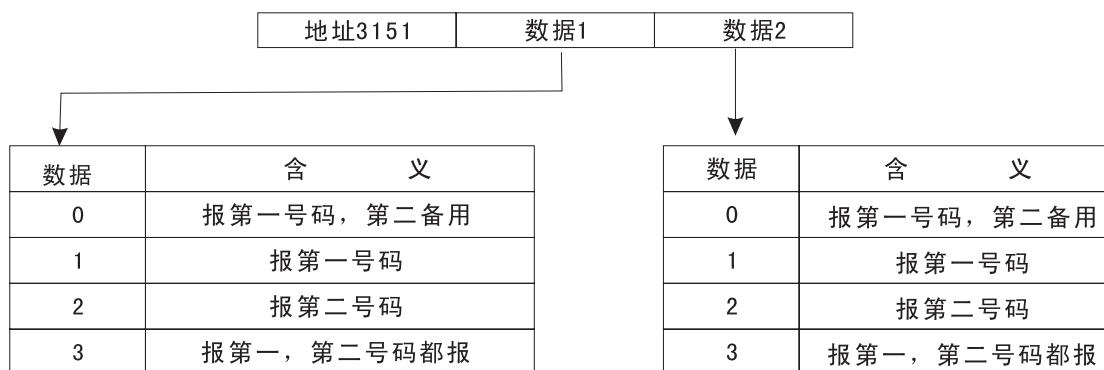 地址3151 数据1 数据2
数据 含 义
0 报第一号码，第二备用
1 报第一号码
2 报第二号码
3 报第一，第二号码都报
数据 含 义
0 报第一号码，第二备用
1 报第一号码
2 报第二号码
3 报第一，第二号码都报